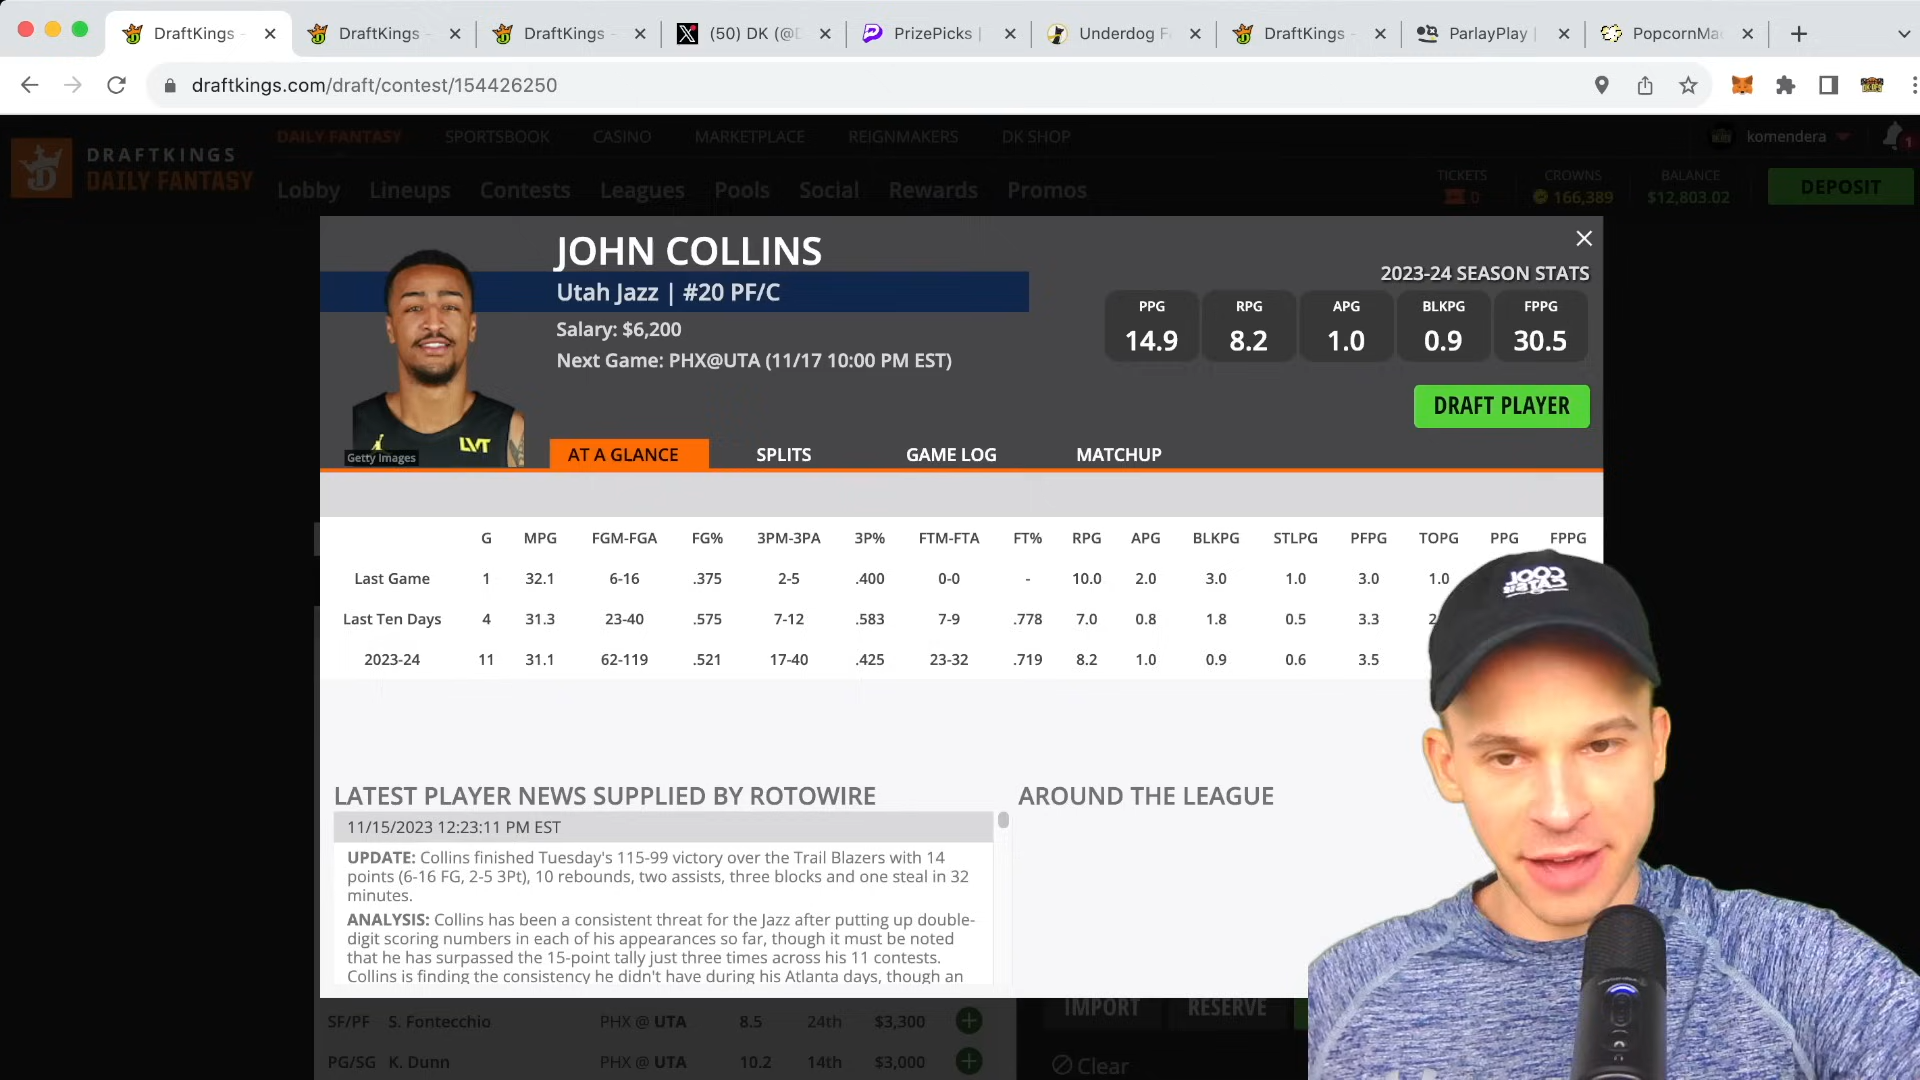 DraftKings -
DraftKings -
DraftKings -
(50) DK (@D
PrizePicks |
Underdog F
DraftKings -
ParlayPlay |
PopcornMa
draftkings.com/draft/contest/154426250
DAILY FANTASY
SPORTSBOOK
CASINO
MARKETPLACE
REIGNMAKERS
DK SHOP
komendera
1
DRAFTKINGS
DAILY FANTASY
Lobby
Lineups
Contests
Leagues
Pools
Social
Rewards
Promos
TICKETS
0
CROWNS
166,389
BALANCE
$12,803.02
DEPOSIT
JOHN COLLINS
Utah Jazz | #20 PF/C
Salary: $6,200
Next Game: PHX@UTA (11/17 10:00 PM EST)
2023-24 SEASON STATS
PPG RPG APG BLKPG FPPG
14.9 8.2 1.0 0.9 30.5
DRAFT PLAYER
LVT
Getty Images
AT A GLANCE
SPLITS
GAME LOG
MATCHUP
G MPG FGM-FGA FG% 3PM-3PA 3P% FTM-FTA FT% RPG APG BLKPG STLPG PFPG TOPG PPG FPPG
Last Game 1 32.1 6-16 .375 2-5 .400 0-0 - 10.0 2.0 3.0 1.0 3.0 1.0
Last Ten Days 4 31.3 23-40 .575 7-12 .583 7-9 .778 7.0 0.8 1.8 0.5 3.3
2023-24 11 31.1 62-119 .521 17-40 .425 23-32 .719 8.2 1.0 0.9 0.6 3.5
COOL
LATEST PLAYER NEWS SUPPLIED BY ROTOWIRE
AROUND THE LEAGUE
11/15/2023 12:23:11 PM EST
UPDATE: Collins finished Tuesday's 115-99 victory over the Trail Blazers with 14
points (6-16 FG, 2-5 3Pt), 10 rebounds, two assists, three blocks and one steal in 32
minutes.
ANALYSIS: Collins has been a consistent threat for the Jazz after putting up double-
digit scoring numbers in each of his appearances so far, though it must be noted
that he has surpassed the 15-point tally just three times across his 11 contests.
Collins is finding the consistency he didn't have during his Atlanta days, though an
SF/PF S. Fontecchio PHX @ UTA 8.5 24th $3,300
PG/SG K. Dunn PHX @ UTA 10.2 14th $3,000
IMPORT
RESERVE
Clear